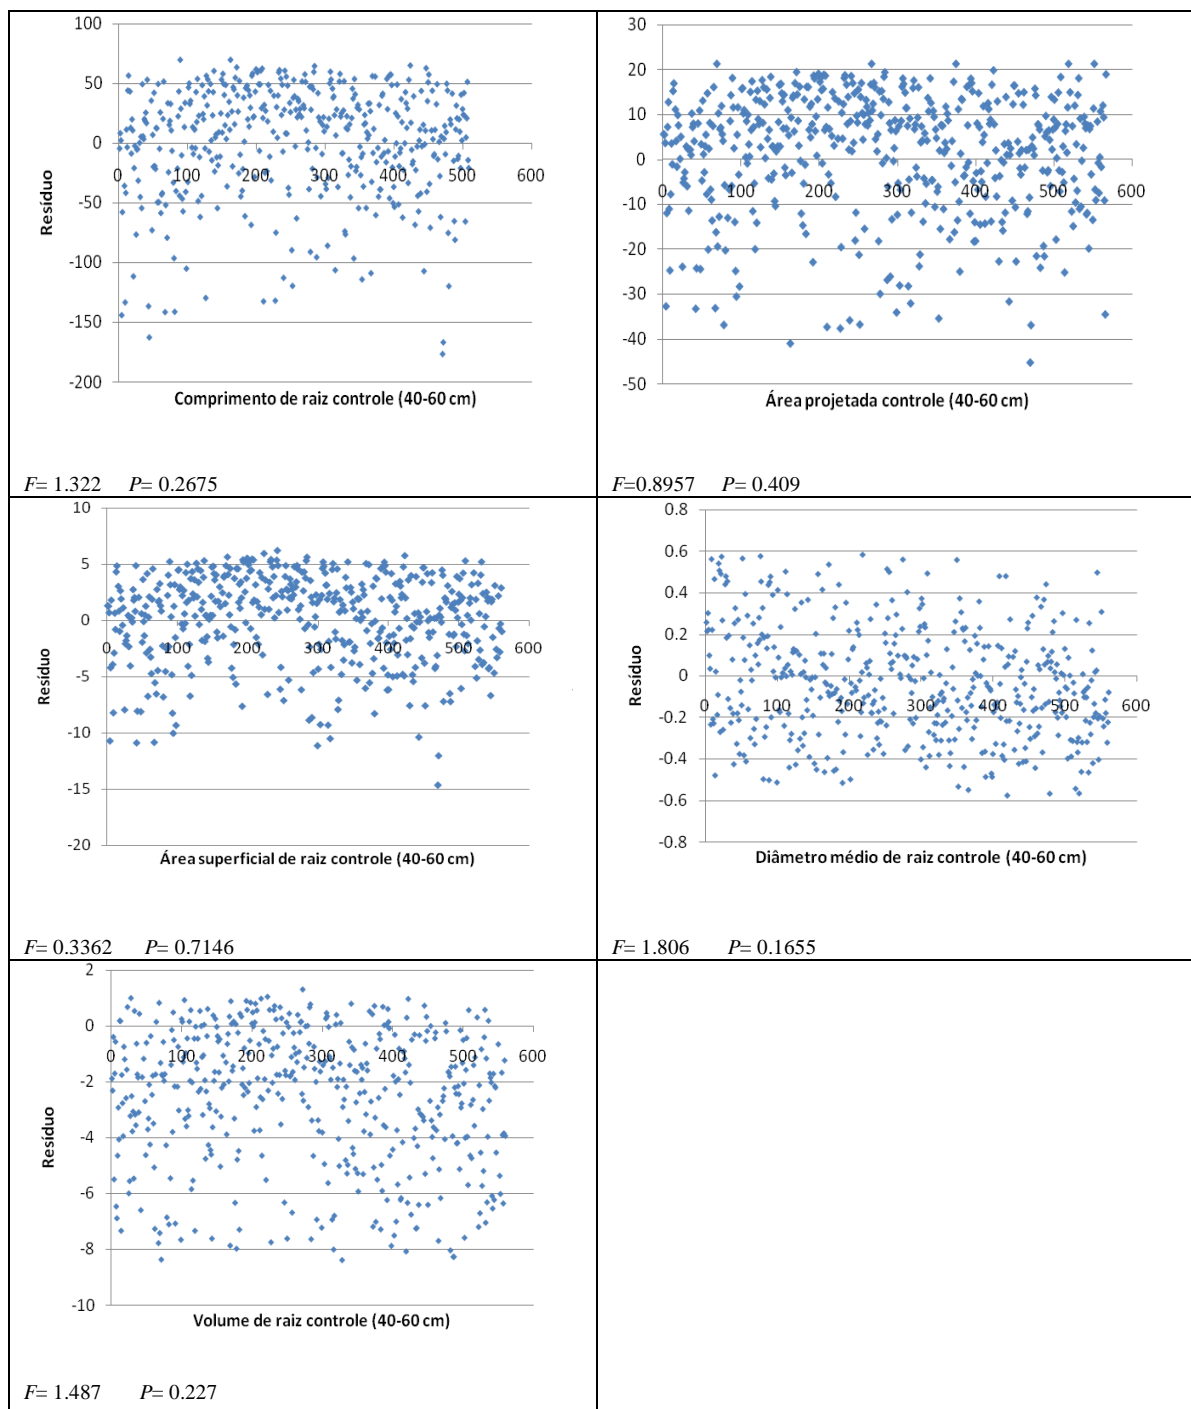 100
50
0
-50
-100
-150
-200
0 100 200 300 400 500 600
Resíduo
Comprimento de raiz controle (40-60 cm)
F= 1.322 P= 0.2675
30
20
10
0
-10
-20
-30
-40
-50
0 100 200 300 400 500 600
Área projetada controle (40-60 cm)
F=0.8957 P= 0.409
10
5
0
-5
-10
-15
-20
0 100 200 300 400 500 600
Resíduo
Área superficial de raiz controle (40-60 cm)
F= 0.3362 P= 0.7146
0.8
0.6
0.4
0.2
0
-0.2
-0.4
-0.6
-0.8
0 100 200 300 400 500 600
Resíduo
Diâmetro médio de raiz controle (40-60 cm)
F= 1.806 P= 0.1655
2
0
-2
-4
-6
-8
-10
0 100 200 300 400 500 600
Resíduo
Volume de raiz controle (40-60 cm)
F= 1.487 P= 0.227